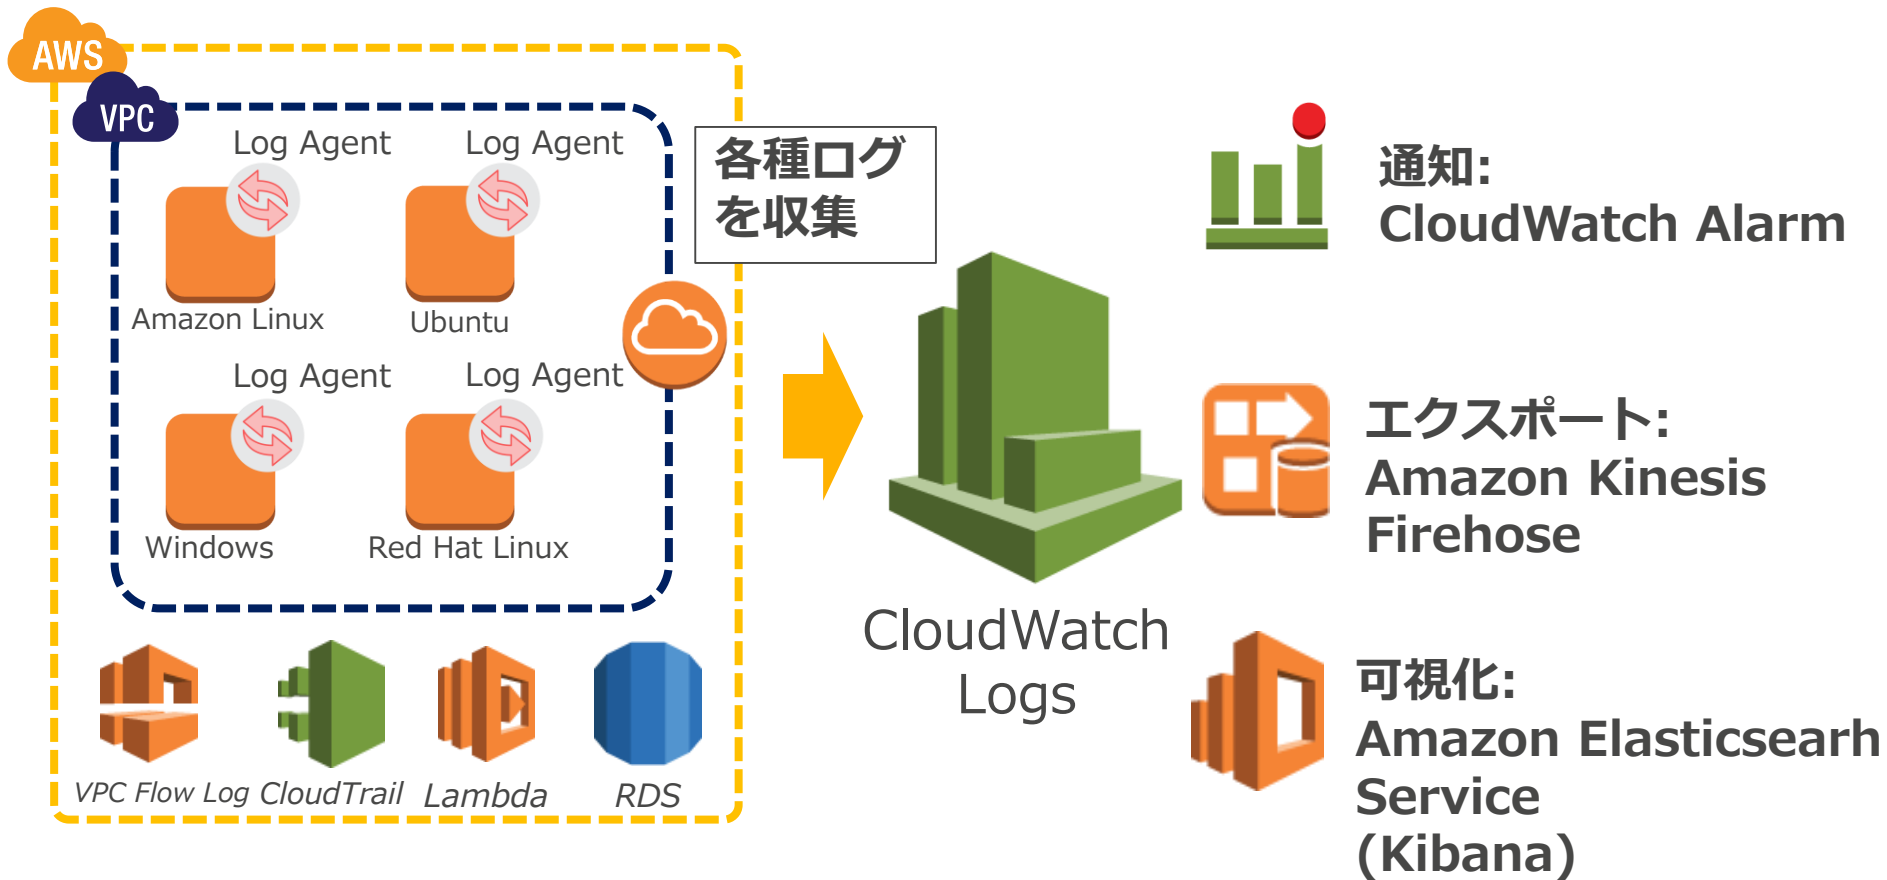 AWS
VPC
Log Agent
Log Agent
Amazon Linux
Ubuntu
Log Agent
Log Agent
Windows
Red Hat Linux
VPC Flow Log
CloudTrail
Lambda
RDS
各種ログ
を収集
CloudWatch
Logs
通知:
CloudWatch Alarm
エクスポート:
Amazon Kinesis
Firehose
可視化:
Amazon Elasticsearh
Service
(Kibana)